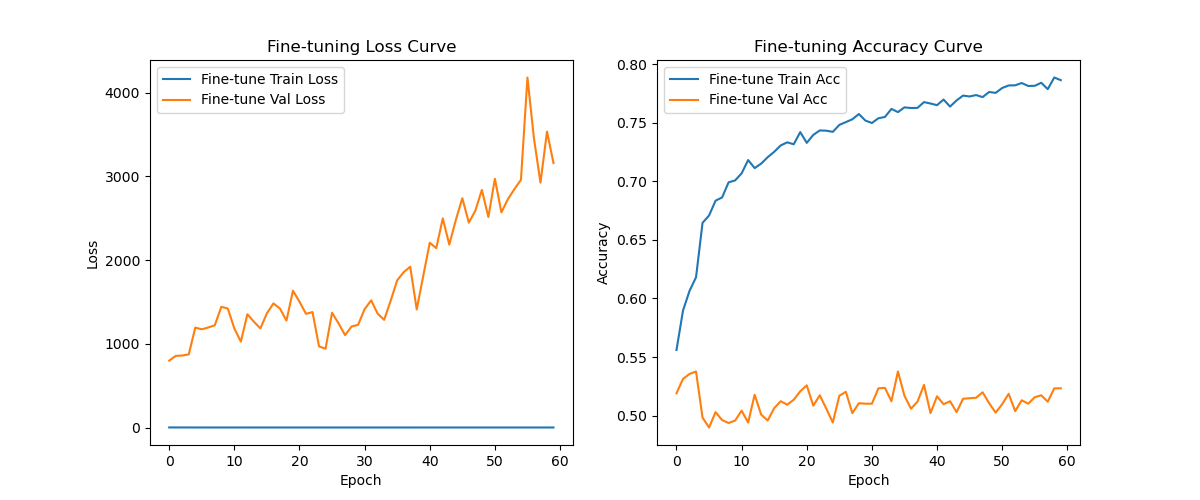 Fine-tuning Loss Curve
Fine-tune Train Loss
Fine-tune Val Loss
4000
3000
2000
1000
0
Loss
0 10 20 30 40 50 60
Epoch
Fine-tuning Accuracy Curve
Fine-tune Train Acc
Fine-tune Val Acc
0.80
0.75
0.70
0.65
0.60
0.55
0.50
Accuracy
0 10 20 30 40 50 60
Epoch